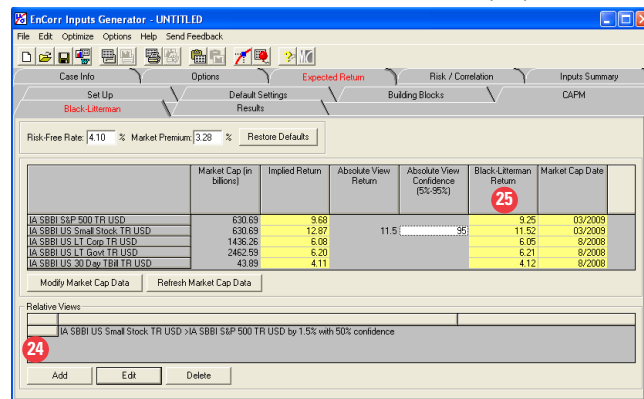 EnCorr Inputs Generator - UNTITLED
File Edit Optimize Options Help Send Feedback
Case Info Options Expected Return Risk / Correlation Inputs Summary
Set Up Default Settings Building Blocks CAPM
Black-Litterman Results
Risk-Free Rate: 4.10 % Market Premium: 3.28 % Restore Defaults
Market Cap (in billions) Implied Return Absolute View Return Absolute View Confidence (5%-95%) Black-Litterman Return Market Cap Date
25
IA SBBI S&P 500 TR USD 630.69 9.68 9.25 03/2009
IA SBBI US Small Stock TR USD 630.69 12.87 11.5 95 11.52 03/2009
IA SBBI US LT Corp TR USD 1436.26 6.08 6.05 8/2008
IA SBBI US LT Govt TR USD 2462.59 6.20 6.21 8/2008
IA SBBI US 30 Day TBill TR USD 43.89 4.11 4.12 8/2008
Modify Market Cap Data Refresh Market Cap Data
Relative Views
IA SBBI US Small Stock TR USD >IA SBBI S&P 500 TR USD by 1.5% with 50% confidence
24
Add Edit Delete